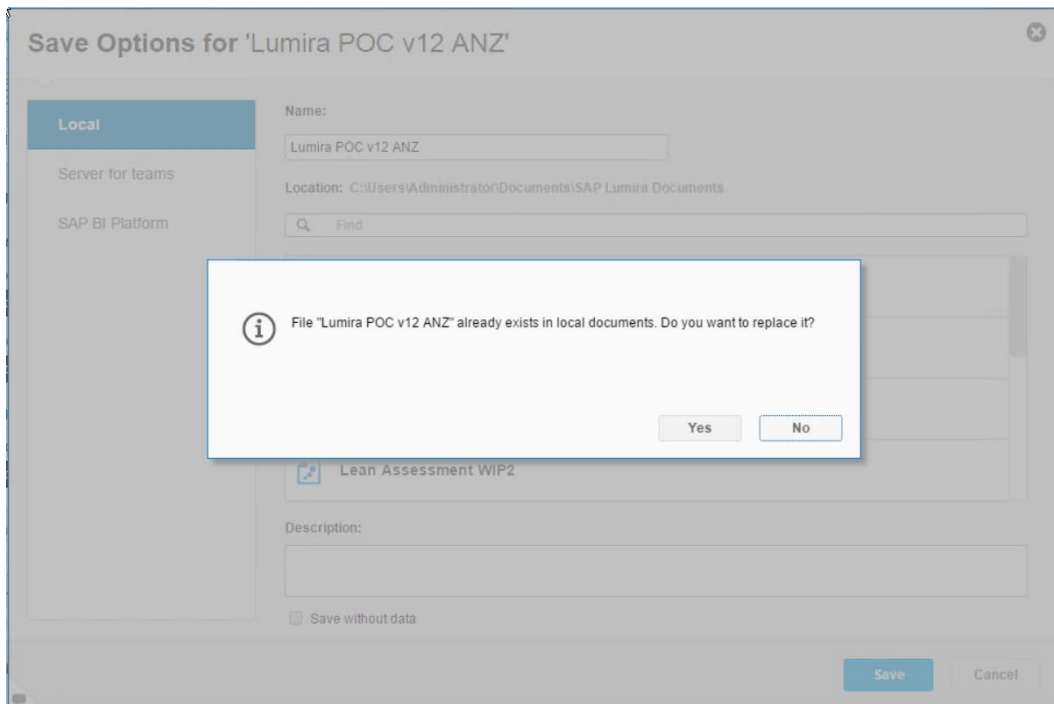 Save Options for 'Lumira POC v12 ANZ'
Local
Server for teams
SAP BI Platform
Name:
Lumira POC v12 ANZ
Location: C:\Users\Administrator\Documents\SAP Lumira Documents
Find
File "Lumira POC v12 ANZ" already exists in local documents. Do you want to replace it?
Yes No
Lean Assessment WIP2
Description:
Save without data
Save Cancel